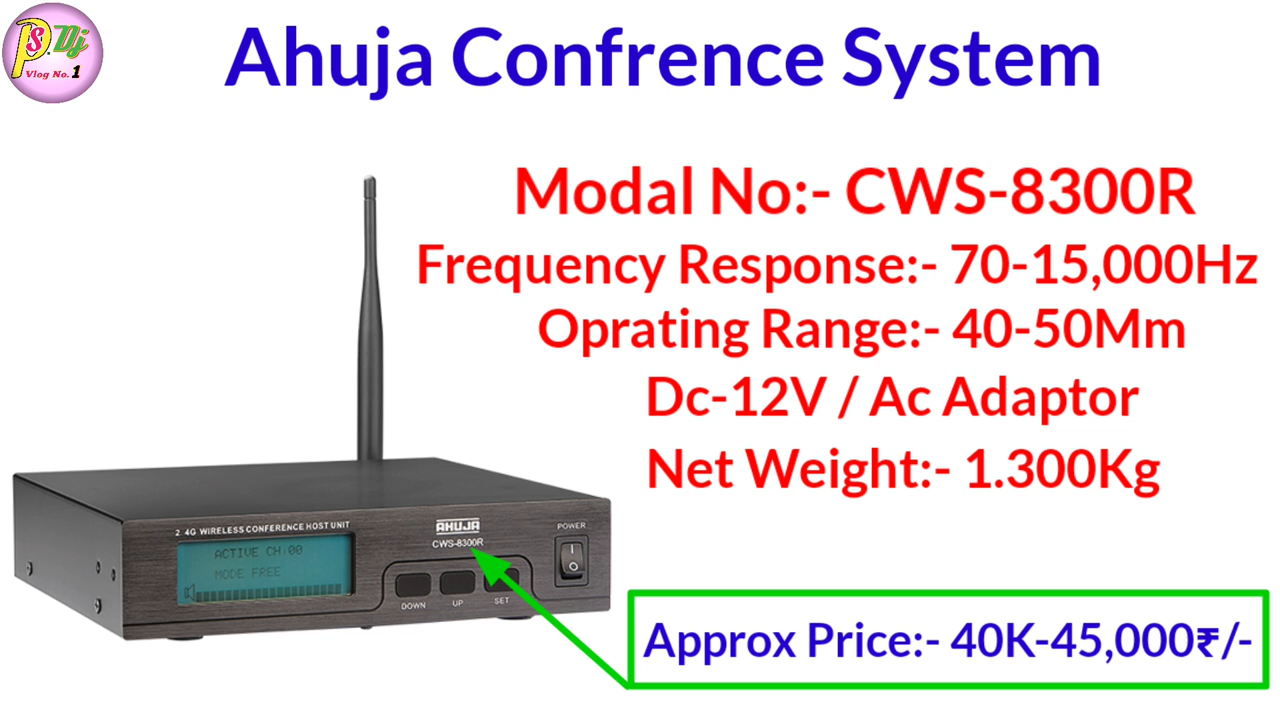 PS. Dj
Vlog No. 1
Ahuja Confrence System
Modal No:- CWS-8300R
Frequency Response:- 70-15,000Hz
Oprating Range:- 40-50Mm
Dc-12V / Ac Adaptor
Net Weight:- 1.300Kg
2 4G WIRELESS CONFERENCE HOST UNIT
ACTIVE CH:00
MODE FREE
AHUJA
CWS-8300R
POWER
DOWN
UP
SET
Approx Price:- 40K-45,000₹/-